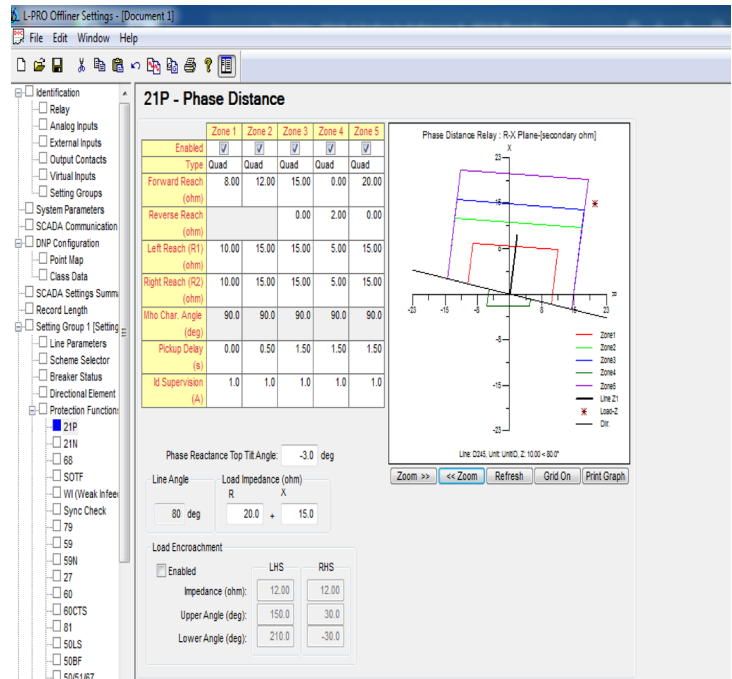 L-PRO Offliner Settings - [Document 1]
File Edit Window Help
Identification
Relay
Analog Inputs
External Inputs
Output Contacts
Virtual Inputs
Setting Groups
System Parameters
SCADA Communication
DNP Configuration
Point Map
Class Data
SCADA Settings Summ
Record Length
Setting Group 1 [Setting
Line Parameters
Scheme Selector
Breaker Status
Directional Element
Protection Functions
21P
21N
68
SOTF
WI (Weak Infeed
Sync Check
79
59
59N
27
60
60CTS
81
50LS
50BF
50/51/67
21P - Phase Distance
Zone 1 Zone 2 Zone 3 Zone 4 Zone 5
Enabled
Type Quad Quad Quad Quad Quad
Forward Reach (ohm) 8.00 12.00 15.00 0.00 20.00
Reverse Reach (ohm) 0.00 2.00 0.00
Left Reach (R1) (ohm) 10.00 15.00 15.00 5.00 15.00
Right Reach (R2) (ohm) 10.00 15.00 15.00 5.00 15.00
Mho Char. Angle (deg) 90.0 90.0 90.0 90.0 90.0
Pickup Delay (s) 0.00 0.50 1.50 1.50 1.50
Id Supervision (A) 1.0 1.0 1.0 1.0 1.0
Phase Reactance Top Tilt Angle: -3.0 deg
Line Angle
80 deg
Load Impedance (ohm)
R X
20.0 + 15.0
Load Encroachment
Enabled
LHS RHS
Impedance (ohm): 12.00 12.00
Upper Angle (deg): 150.0 30.0
Lower Angle (deg): 210.0 -30.0
Phase Distance Relay : R-X Plane-[secondary ohm]
X
23
15
5
-23 -15 -5 5 15 23
R
-5
-15
-23
Zone1
Zone2
Zone3
Zone4
Zone5
Line Z1
Load-Z
Dir.
Line: D245, Unit: UnitID, Z: 10.00 < 80.0°
Zoom >> << Zoom Refresh Grid On Print Graph